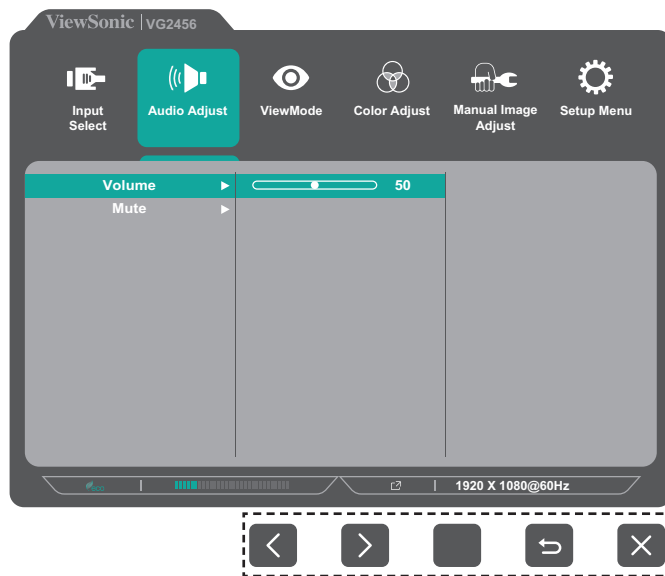 ViewSonic | VG2456
Input
Select
Audio Adjust
ViewMode
Color Adjust
Manual Image
Adjust
Setup Menu
Volume
50
Mute
eco
1920 X 1080@60Hz